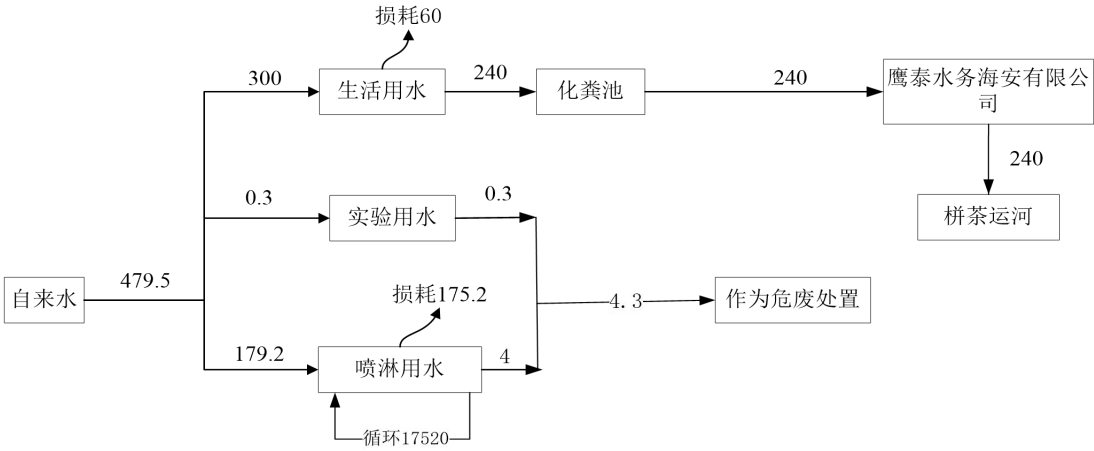 损耗60
300
生活用水
240
化粪池
240
鹰泰水务海安有限公
司
240
栟茶运河
0.3
实验用水
0.3
自来水
479.5
损耗175.2
4.3
作为危废处置
179.2
喷淋用水
4
循环17520